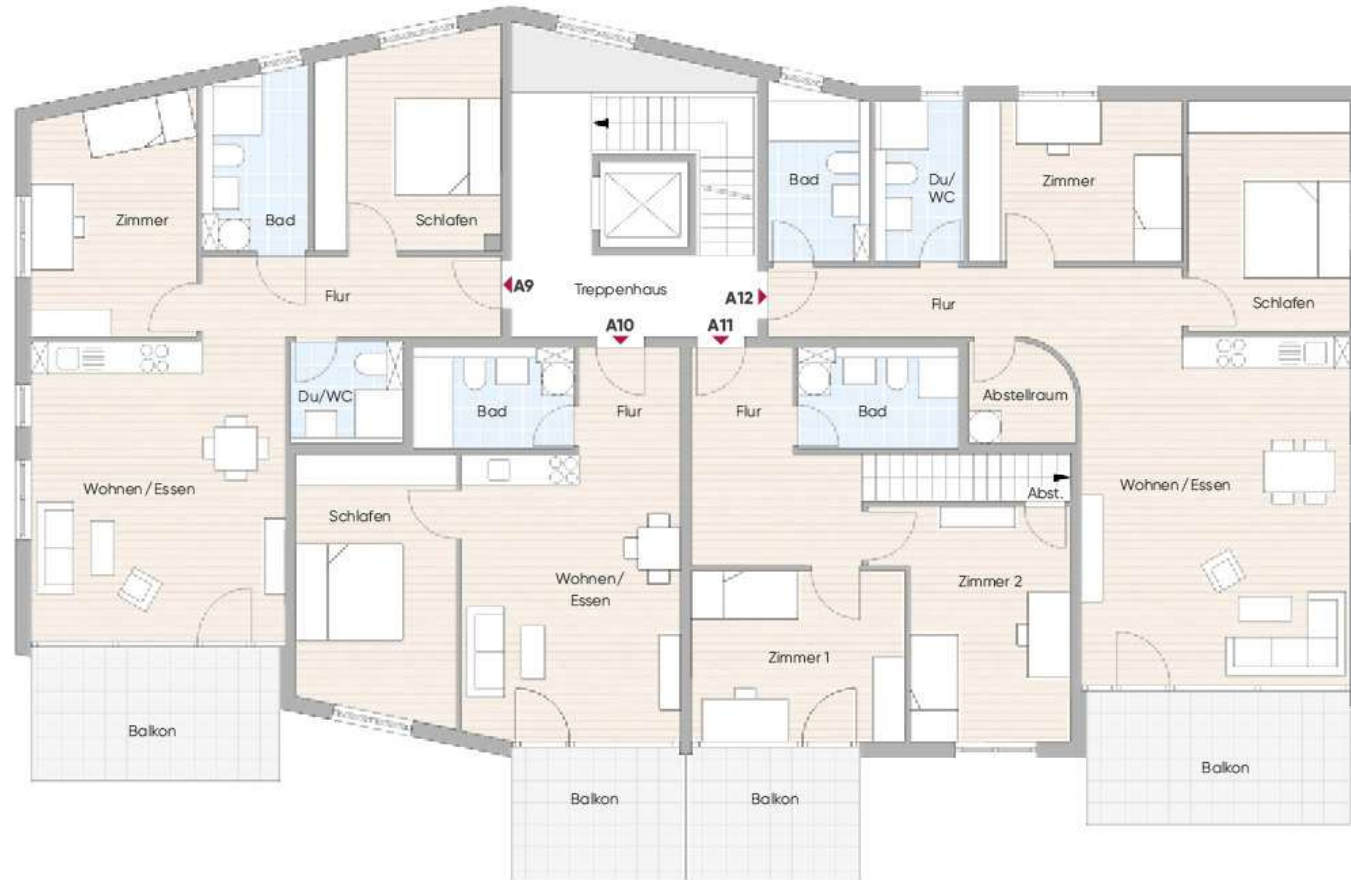 Zimmer
Bad
Schlafen
Flur
A9
Treppenhaus
A10
A11
A12
Bad
Du/
WC
Zimmer
Schlafen
Flur
Du/WC
Bad
Flur
Flur
Bad
Abstellraum
Wohnen / Essen
Schlafen
Wohnen /
Essen
Abst.
Zimmer 1
Zimmer 2
Wohnen / Essen
Balkon
Balkon
Balkon
Balkon